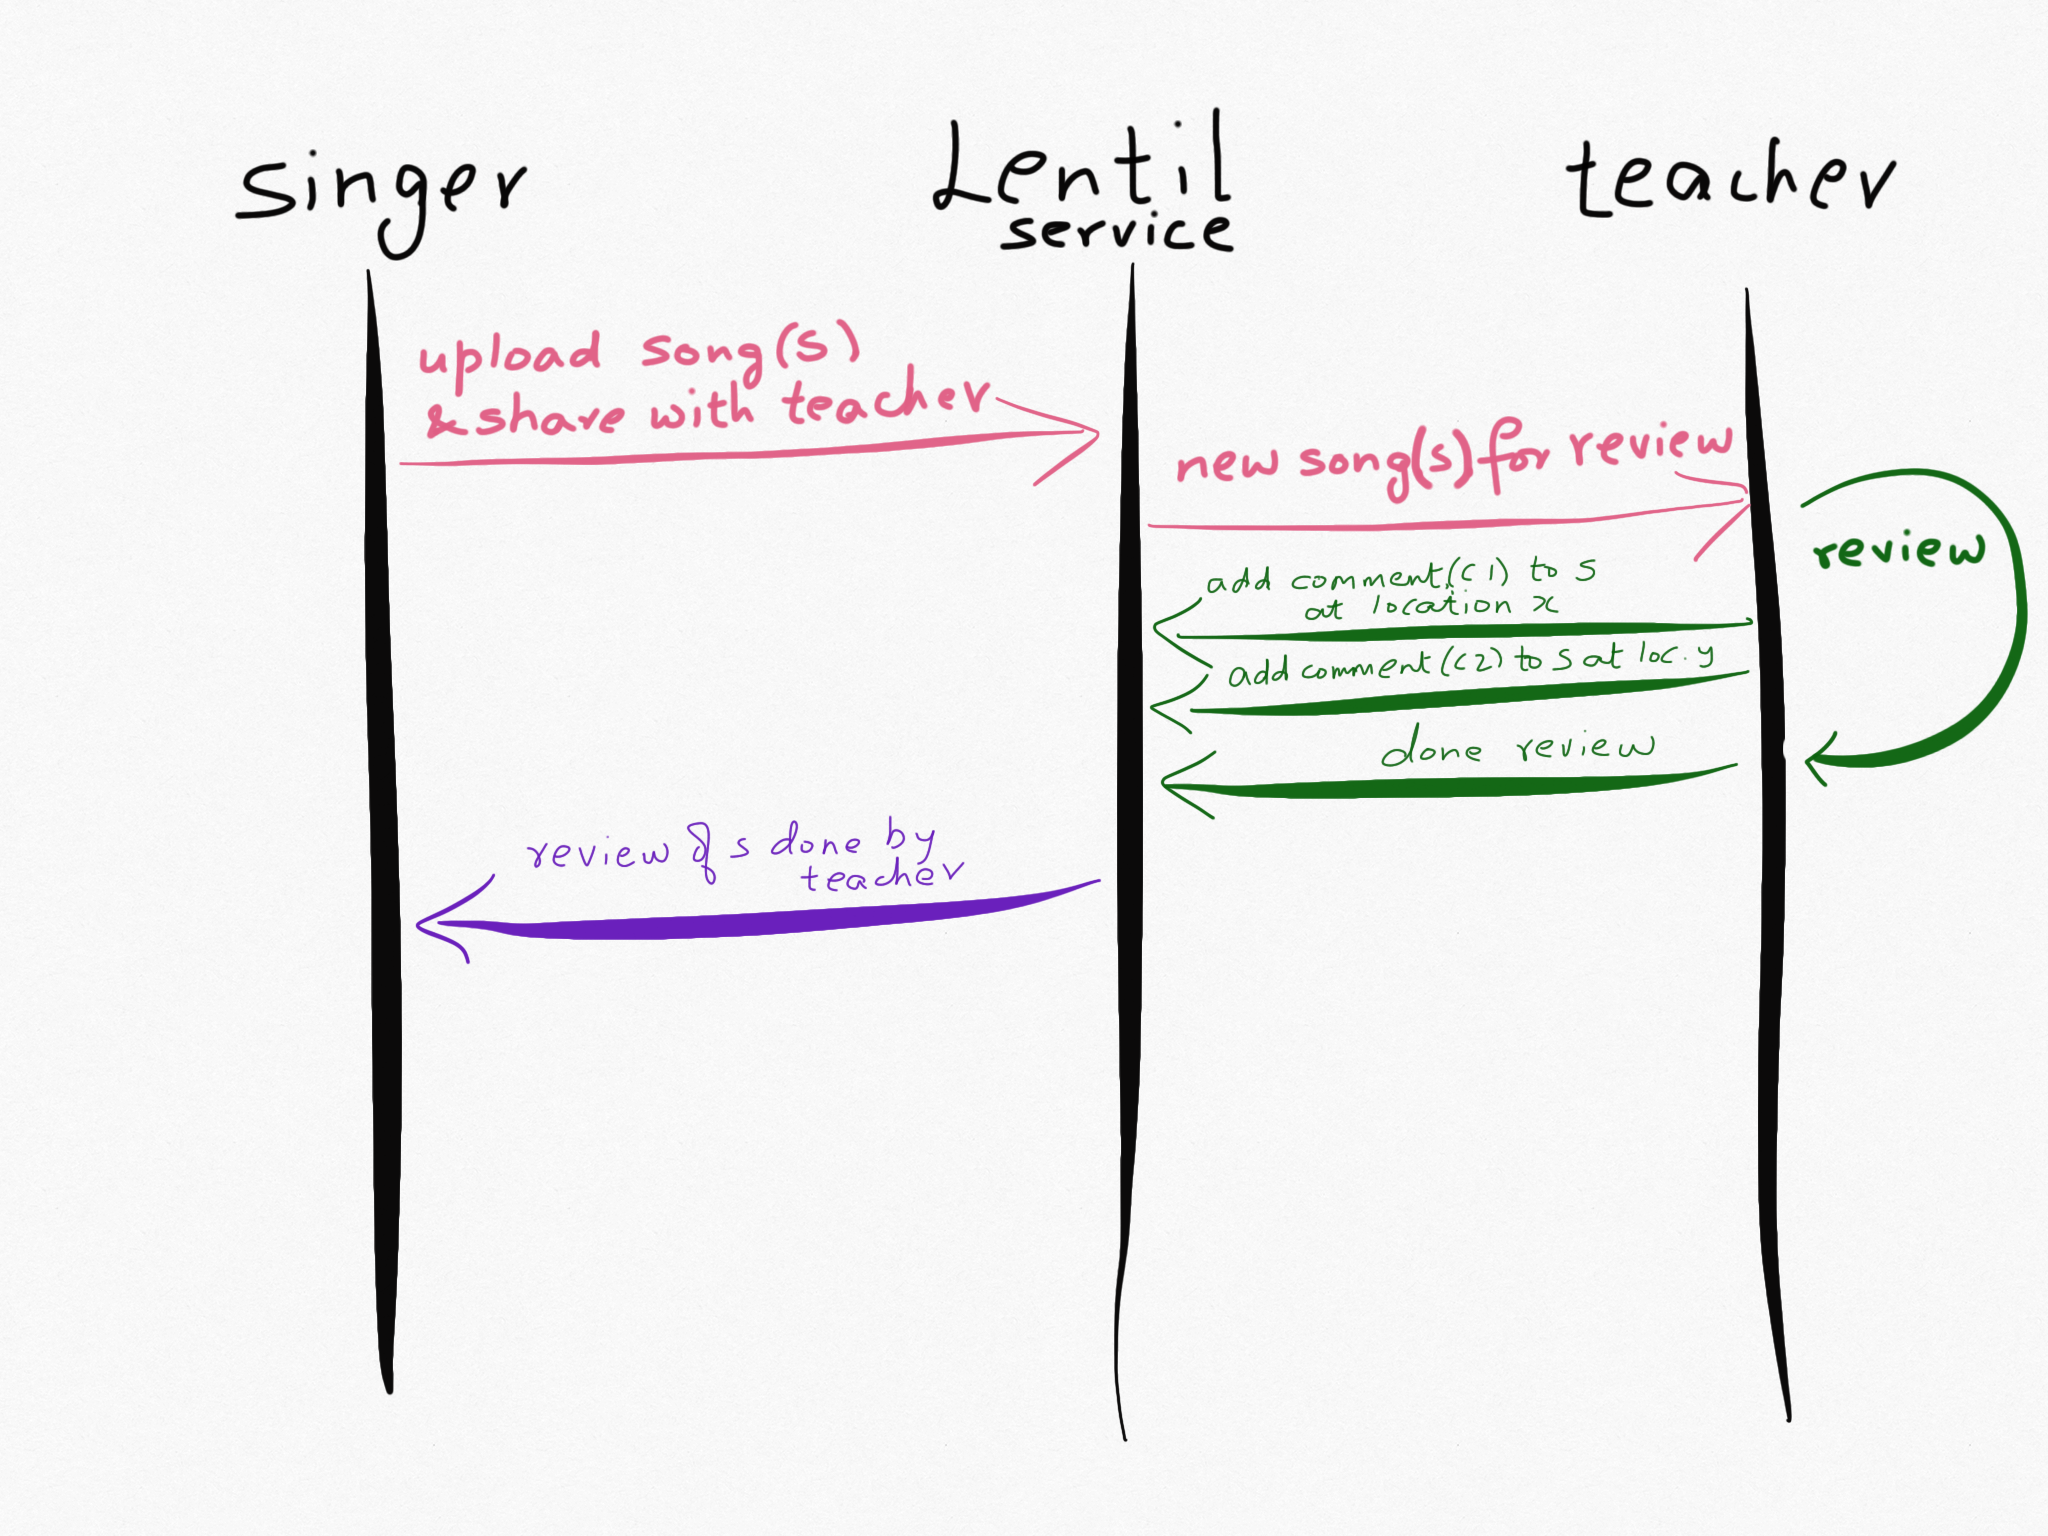 singer
Lentil
service
teacher
upload song(s)
& share with teacher
new song(s) for review
review
add comment (c1) to s
at location x
add comment (c2) to s at loc. y
done review
review of s done by
teacher